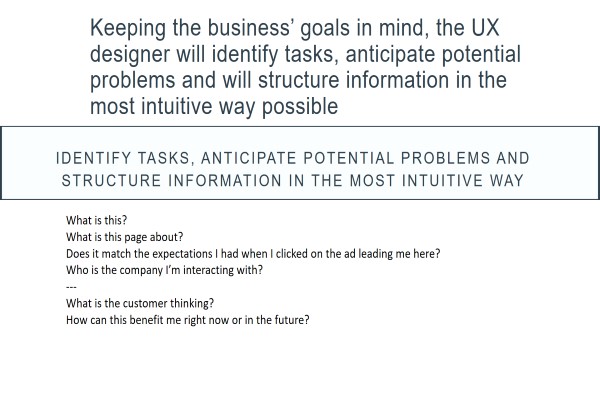 Keeping the business' goals in mind, the UX
designer will identify tasks, anticipate potential
problems and will structure information in the
most intuitive way possible
IDENTIFY TASKS, ANTICIPATE POTENTIAL PROBLEMS AND
STRUCTURE INFORMATION IN THE MOST INTUITIVE WAY
What is this?
What is this page about?
Does it match the expectations I had when I clicked on the ad leading me here?
Who is the company I'm interacting with?
---
What is the customer thinking?
How can this benefit me right now or in the future?